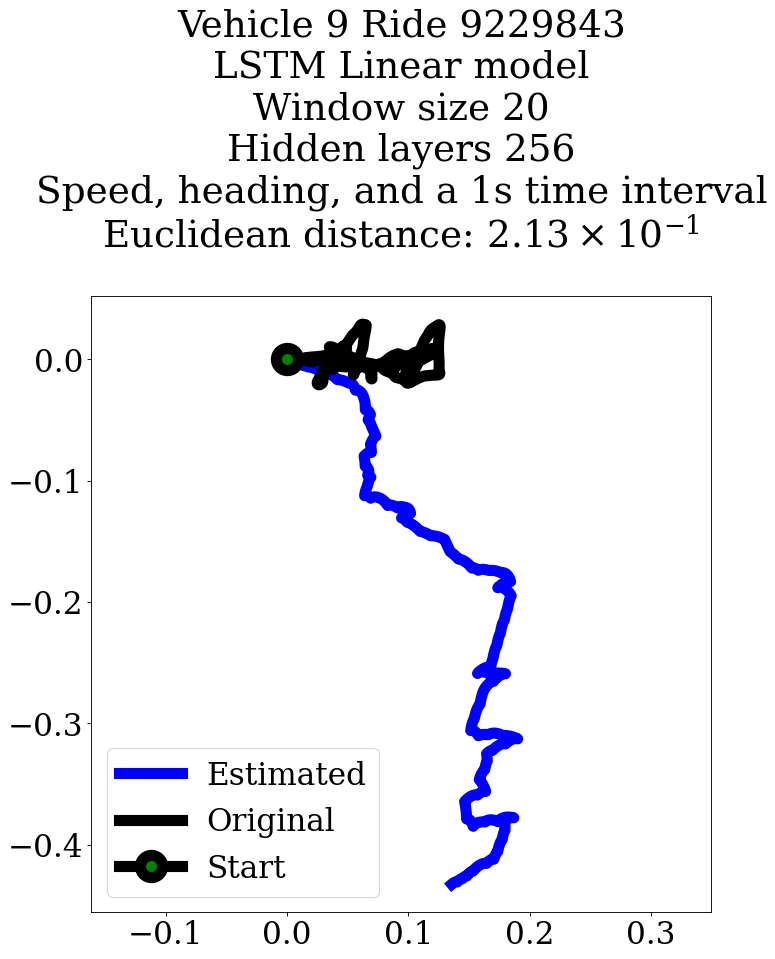 Vehicle 9 Ride 9229843
LSTM Linear model
Window size 20
Hidden layers 256
Speed, heading, and a 1s time interval
Euclidean distance: 2.13 × 10⁻¹
0.0
−0.1
−0.2
−0.3
−0.4
Estimated
Original
Start
−0.1 0.0 0.1 0.2 0.3